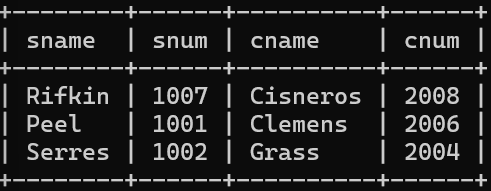 sname snum cname cnum
Rifkin 1007 Cisneros 2008
Peel 1001 Clemens 2006
Serres 1002 Grass 2004